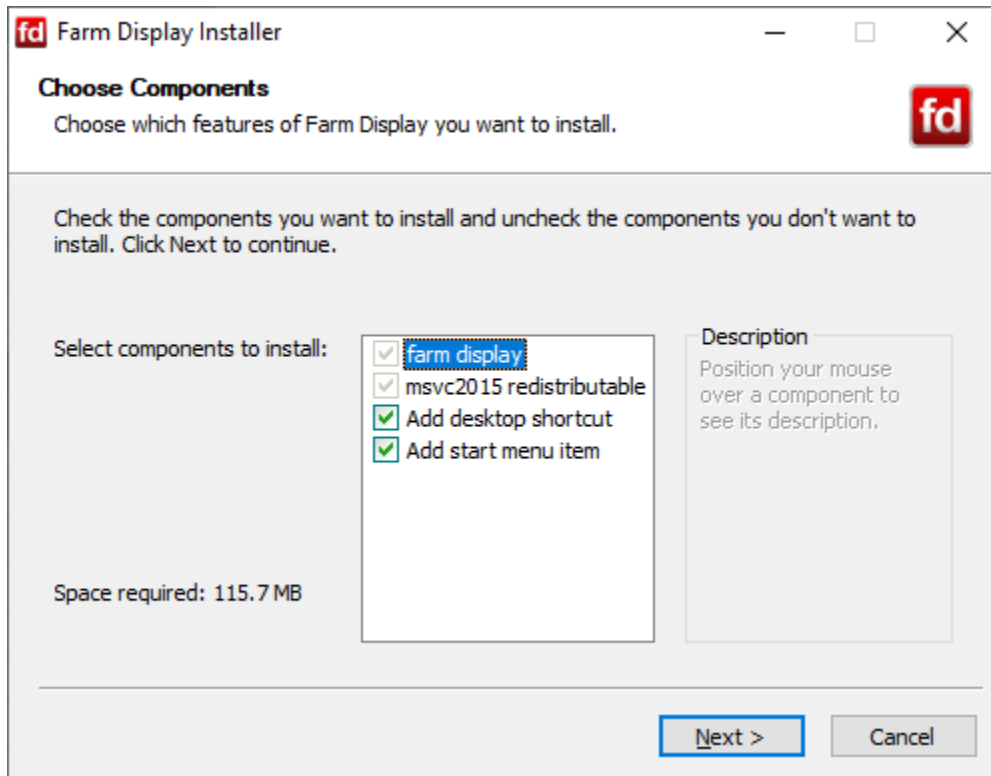 fd Farm Display Installer
Choose Components
Choose which features of Farm Display you want to install.
fd
Check the components you want to install and uncheck the components you don't want to
install. Click Next to continue.
Select components to install:
farm display
msvc2015 redistributable
Add desktop shortcut
Add start menu item
Description
Position your mouse
over a component to
see its description.
Space required: 115.7 MB
Next >
Cancel